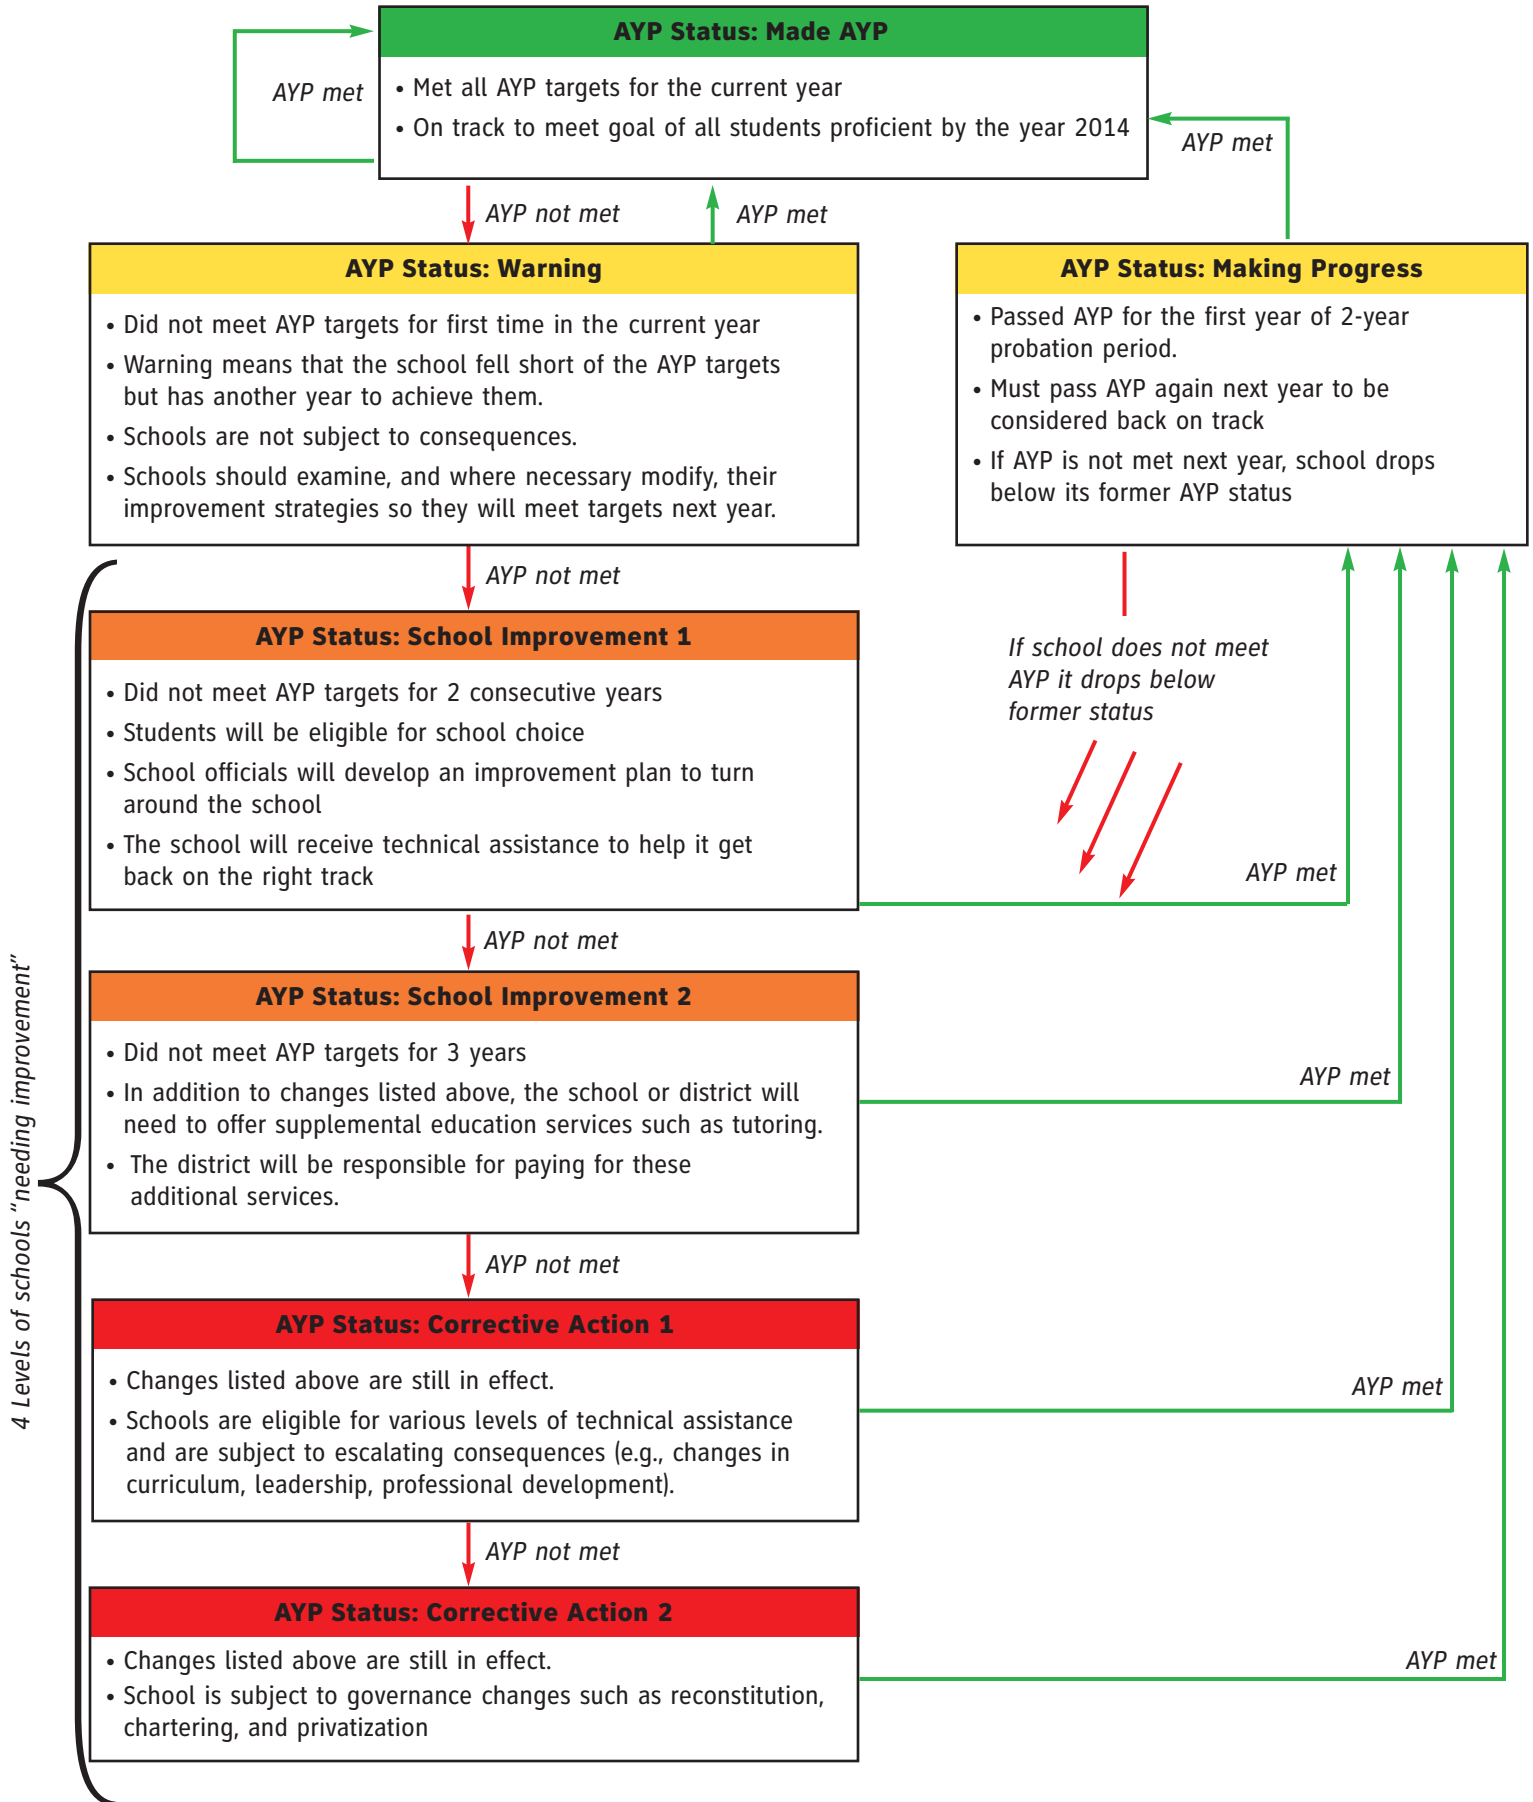 AYP Status: Made AYP
• Met all AYP targets for the current year
• On track to meet goal of all students proficient by the year 2014
AYP met
AYP met
AYP not met
AYP met
AYP Status: Warning
• Did not meet AYP targets for first time in the current year
• Warning means that the school fell short of the AYP targets
but has another year to achieve them.
• Schools are not subject to consequences.
• Schools should examine, and where necessary modify, their
improvement strategies so they will meet targets next year.
AYP Status: Making Progress
• Passed AYP for the first year of 2-year
probation period.
• Must pass AYP again next year to be
considered back on track
• If AYP is not met next year, school drops
below its former AYP status
AYP not met
If school does not meet
AYP it drops below
former status
AYP Status: School Improvement 1
• Did not meet AYP targets for 2 consecutive years
• Students will be eligible for school choice
• School officials will develop an improvement plan to turn
around the school
• The school will receive technical assistance to help it get
back on the right track
AYP met
AYP not met
4 Levels of schools “needing improvement”
AYP Status: School Improvement 2
• Did not meet AYP targets for 3 years
• In addition to changes listed above, the school or district will
need to offer supplemental education services such as tutoring.
• The district will be responsible for paying for these
additional services.
AYP met
AYP not met
AYP Status: Corrective Action 1
• Changes listed above are still in effect.
• Schools are eligible for various levels of technical assistance
and are subject to escalating consequences (e.g., changes in
curriculum, leadership, professional development).
AYP met
AYP not met
AYP Status: Corrective Action 2
• Changes listed above are still in effect.
• School is subject to governance changes such as reconstitution,
chartering, and privatization
AYP met